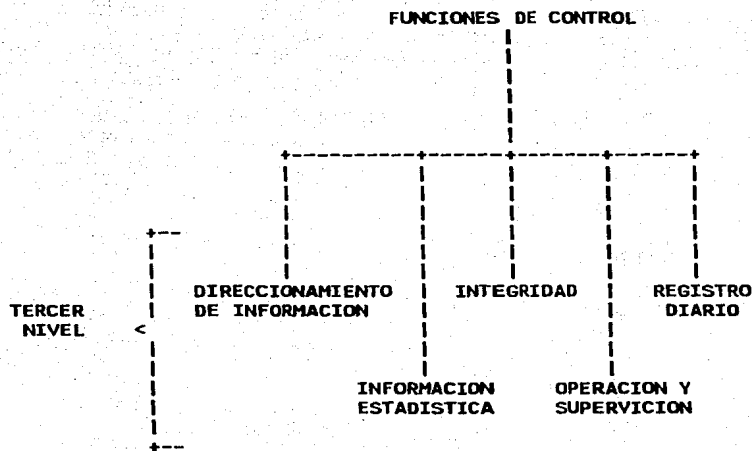 FUNCIONES DE CONTROL
DIRECCIONAMIENTO
DE INFORMACION
INTEGRIDAD
REGISTRO
DIARIO
TERCER
NIVEL <
INFORMACION
ESTADISTICA
OPERACION Y
SUPERVICION